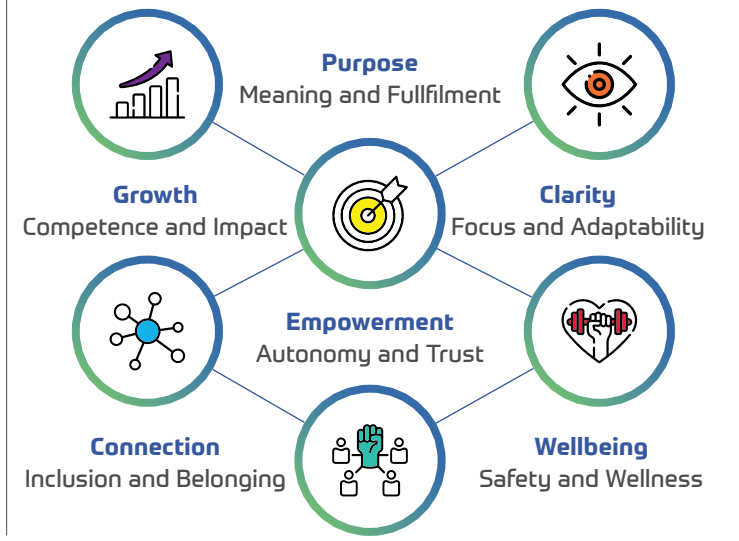 Purpose
Meaning and Fullfilment
Growth
Competence and Impact
Clarity
Focus and Adaptability
Empowerment
Autonomy and Trust
Connection
Inclusion and Belonging
Wellbeing
Safety and Wellness